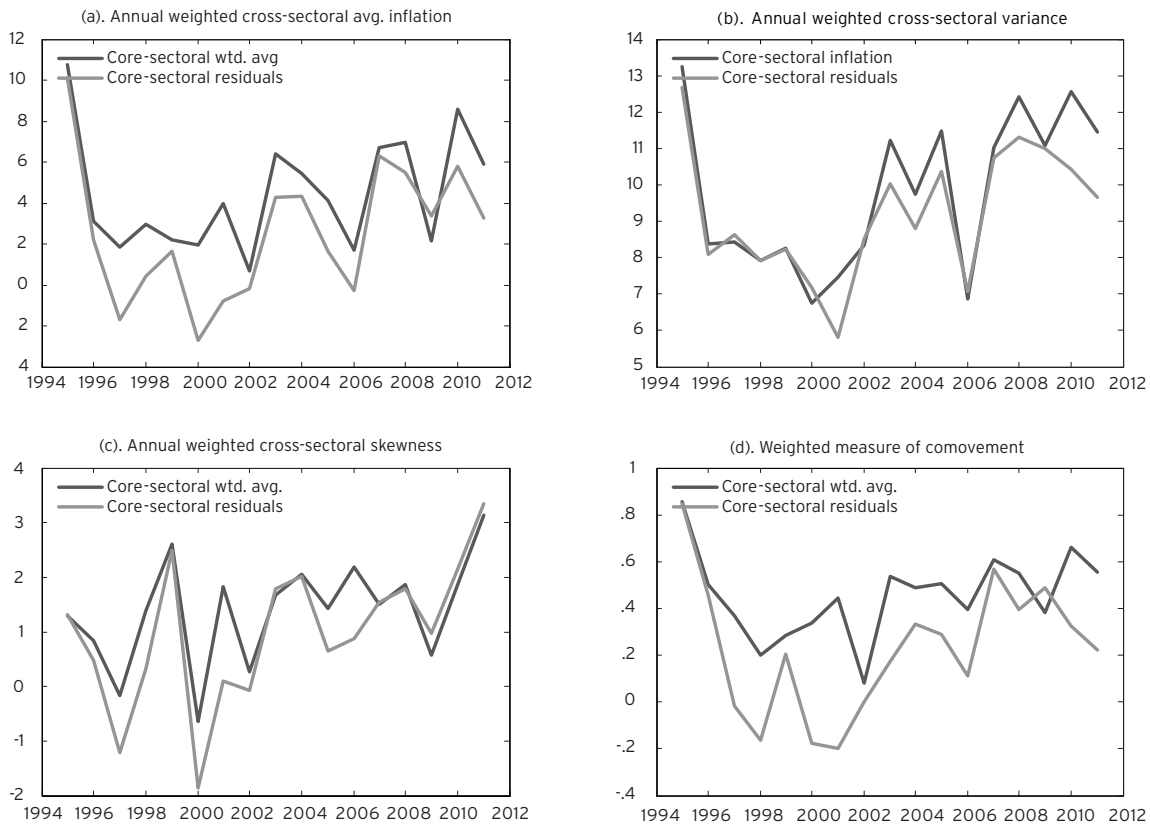 (a). Annual weighted cross-sectoral avg. inflation
12
10
8
6
4
2
0
2
4
Core-sectoral wtd. avg
Core-sectoral residuals
1994 1996 1998 2000 2002 2004 2006 2008 2010 2012
(b). Annual weighted cross-sectoral variance
14
13
12
11
10
9
8
7
6
5
Core-sectoral inflation
Core-sectoral residuals
1994 1996 1998 2000 2002 2004 2006 2008 2010 2012
(c). Annual weighted cross-sectoral skewness
4
3
2
1
0
-1
-2
Core-sectoral wtd. avg.
Core-sectoral residuals
1994 1996 1998 2000 2002 2004 2006 2008 2010 2012
(d). Weighted measure of comovement
1
.8
.6
.4
.2
0
-.2
-.4
Core-sectoral wtd. avg.
Core-sectoral residuals
1994 1996 1998 2000 2002 2004 2006 2008 2010 2012